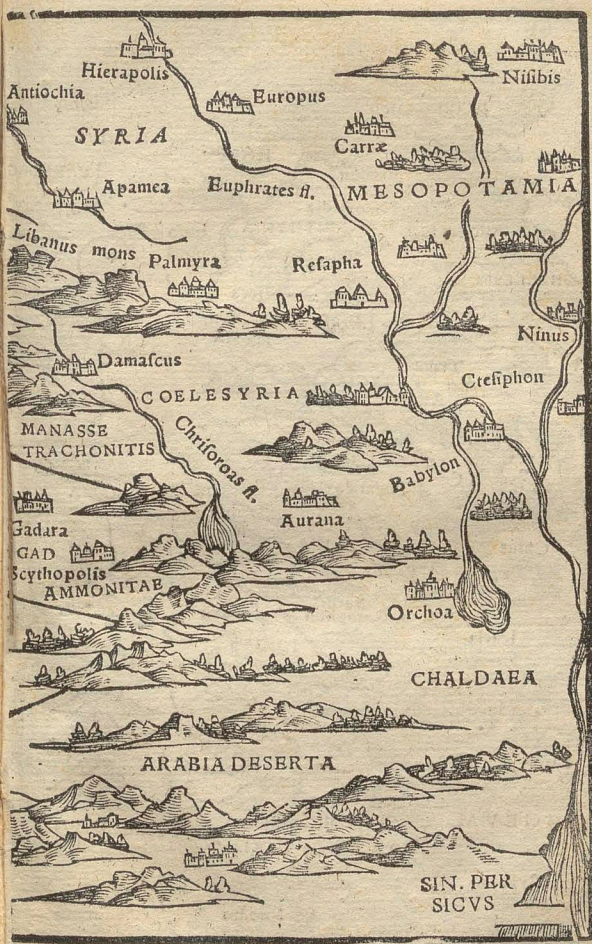 Hierapolis
Nisibis
Antiochia
Europus
SYRIA
Carræ
Apamea
Euphrates fl.
MESOPOTAMIA
Libanus mons
Palmyra
Resapha
Ninus
Damascus
Ctesiphon
COELESYRIA
MANASSE
TRACHONITIS
Chrisoroas fl.
Babylon
Gadara
Aurana
GAD
Scythopolis
AMMONITAE
Orchoa
CHALDAEA
ARABIA DESERTA
SIN. PER
SICVS